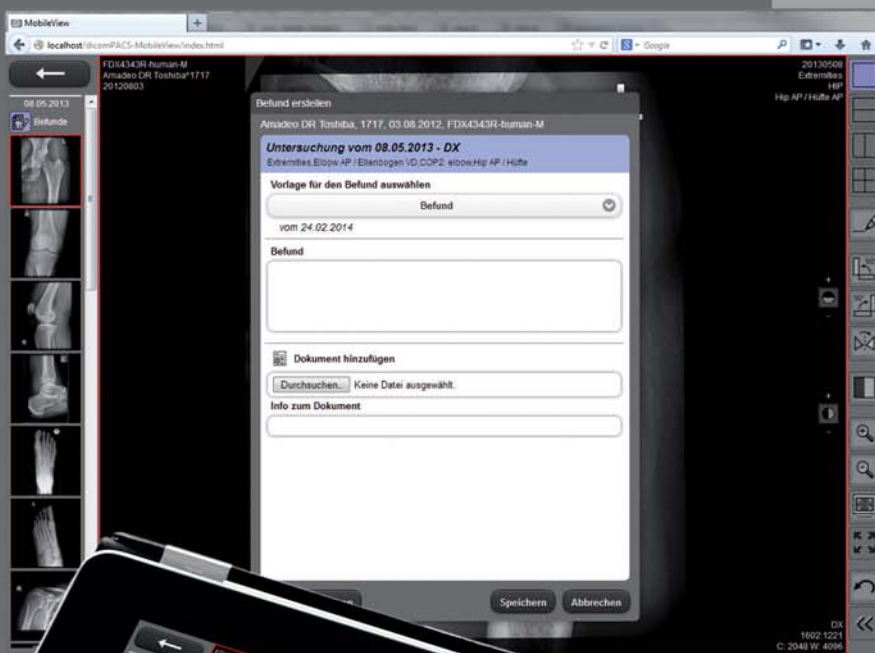 MobileView
localhost/dicomPACS-MobileView/index.html
Google
FDX4343R-human-M
Amadeo DR Toshiba^1717
20120803
20130508
Extremities
HIP
Hip AP / Hüfte AP
08.05.2013
Befunde
Befund erstellen
Amadeo DR Toshiba, 1717, 03.08.2012, FDX4343R-human-M
Untersuchung vom 08.05.2013 - DX
Extremities,Elbow AP / Ellenbogen VD,COP2: elbow,Hip AP / Hüfte
Vorlage für den Befund auswählen
Befund
vom 24.02.2014
Befund
Dokument hinzufügen
Durchsuchen.. Keine Datei ausgewählt.
Info zum Dokument
Speichern Abbrechen
DX
1602:1221
C: 2048 W: 4096